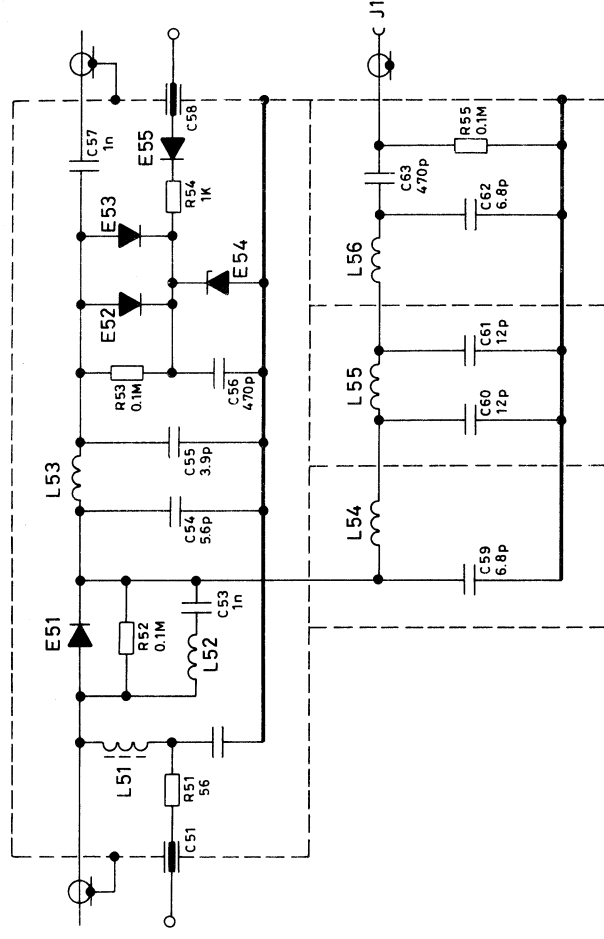 J1
C57
1n
C58
E55
R54
1K
E53
E54
E52
R53
0.1M
C56
470p
L53
C55
3.9p
C54
5.6p
E51
R52
0.1M
C53
1n
L52
L51
R51
56
C51
R55
0.1M
C63
470p
C62
6.8p
L56
C61
12p
L55
C60
12p
L54
C59
6.8p